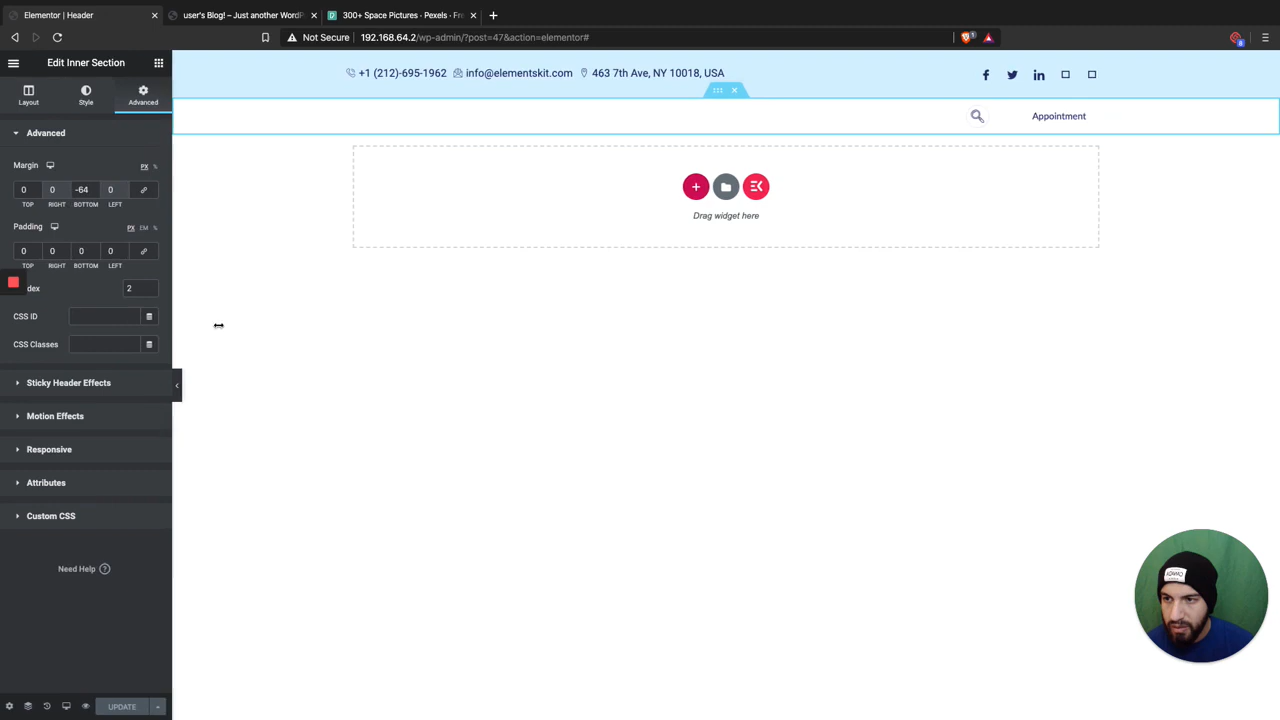 Elementor | Header
user's Blog! – Just another WordP
300+ Space Pictures · Pexels · Fre
Not Secure 192.168.64.2/wp-admin/?post=47&action=elementor#
1
8
Edit Inner Section
+1 (212)-695-1962 info@elementskit.com 463 7th Ave, NY 10018, USA
Layout Style Advanced
Appointment
Advanced
Margin PX %
0 0 -64 0
TOP RIGHT BOTTOM LEFT
Padding PX EM %
0 0 0 0
TOP RIGHT BOTTOM LEFT
Drag widget here
dex 2
CSS ID
CSS Classes
Sticky Header Effects
Motion Effects
Responsive
Attributes
Custom CSS
Need Help ?
UPDATE